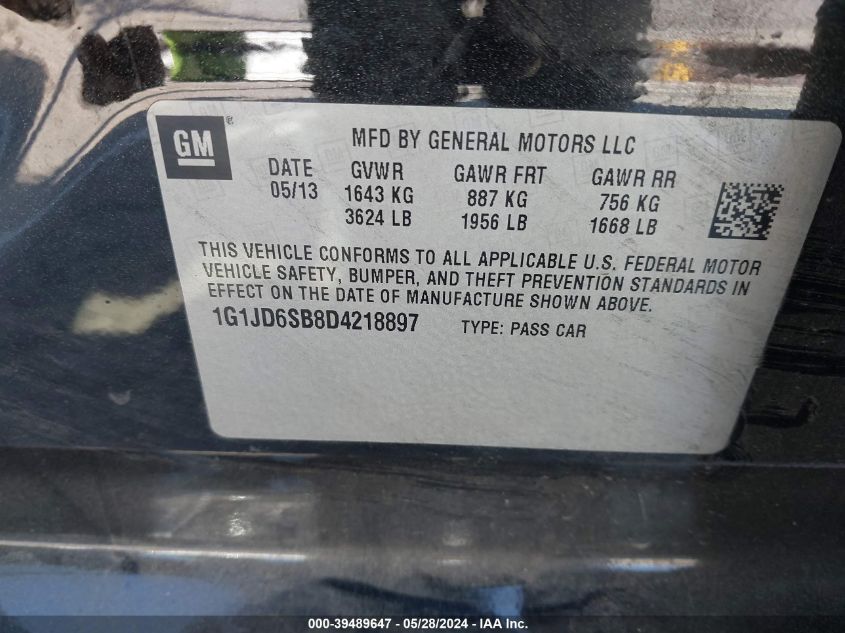 GM ®
MFD BY GENERAL MOTORS LLC
DATE GVWR GAWR FRT GAWR RR
05/13 1643 KG 887 KG 756 KG
3624 LB 1956 LB 1668 LB
THIS VEHICLE CONFORMS TO ALL APPLICABLE U.S. FEDERAL MOTOR
VEHICLE SAFETY, BUMPER, AND THEFT PREVENTION STANDARDS IN
EFFECT ON THE DATE OF MANUFACTURE SHOWN ABOVE.
1G1JD6SB8D4218897 TYPE: PASS CAR
000-39489647 - 05/28/2024 - IAA Inc.